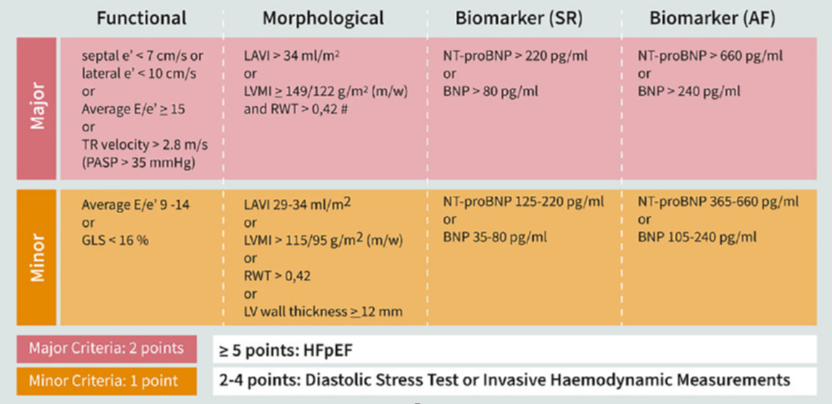 Functional
Morphological
Biomarker (SR)
Biomarker (AF)
Major
septal e' < 7 cm/s or
lateral e' < 10 cm/s
or
Average E/e' ≥ 15
or
TR velocity > 2.8 m/s
(PASP > 35 mmHg)
LAVI > 34 ml/m²
or
LVMI ≥ 149/122 g/m² (m/w)
and RWT > 0,42 #
NT-proBNP > 220 pg/ml
or
BNP > 80 pg/ml
NT-proBNP > 660 pg/ml
or
BNP > 240 pg/ml
Minor
Average E/e' 9 -14
or
GLS < 16 %
LAVI 29-34 ml/m²
or
LVMI > 115/95 g/m² (m/w)
or
RWT > 0,42
or
LV wall thickness ≥ 12 mm
NT-proBNP 125-220 pg/ml
or
BNP 35-80 pg/ml
NT-proBNP 365-660 pg/ml
or
BNP 105-240 pg/ml
Major Criteria: 2 points
≥ 5 points: HFpEF
Minor Criteria: 1 point
2-4 points: Diastolic Stress Test or Invasive Haemodynamic Measurements